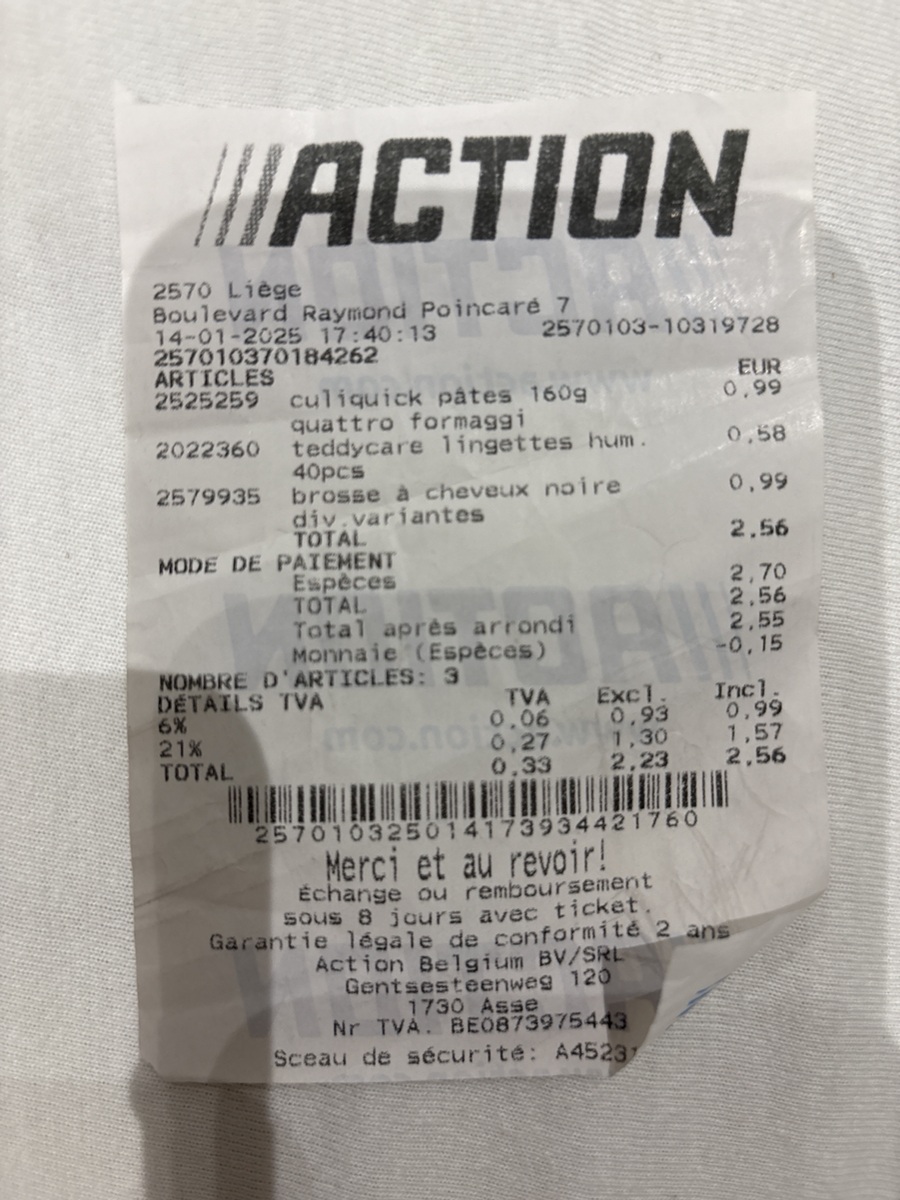 ACTION
2570 Liège
Boulevard Raymond Poincaré 7
14-01-2025 17:40:13 2570103-10319728
257010370184262
ARTICLES EUR
2525259 culiquick pâtes 160g 0,99
quattro formaggi
2022360 teddycare lingettes hum. 0,58
40pcs
2579935 brosse à cheveux noire 0,99
div.variantes
TOTAL 2,56
MODE DE PAIEMENT
Espèces 2,70
TOTAL 2,56
Total après arrondi 2,55
Monnaie (Espèces) -0,15
NOMBRE D'ARTICLES: 3
DÉTAILS TVA TVA Excl. Incl.
6% 0,06 0,93 0,99
21% 0,27 1,30 1,57
TOTAL 0,33 2,23 2,56
257010325014173934421760
Merci et au revoir!
Échange ou remboursement
sous 8 jours avec ticket.
Garantie légale de conformité 2 ans
Action Belgium BV/SRL
Gentsesteenweg 120
1730 Asse
Nr TVA. BE0873975443
Sceau de sécurité: